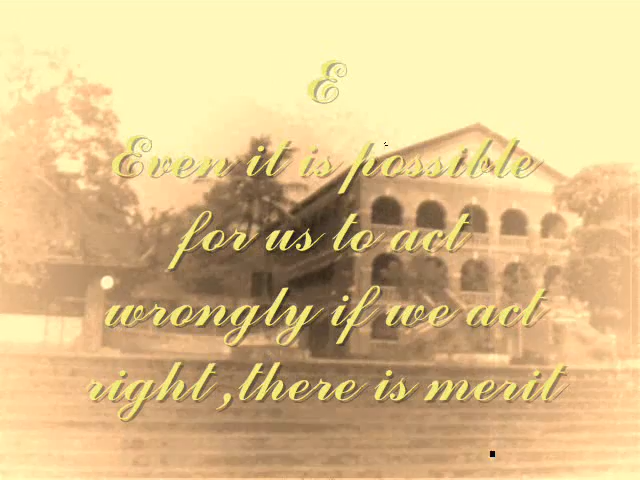 E
Even it is possible
for us to act
wrongly if we act
right ,there is merit